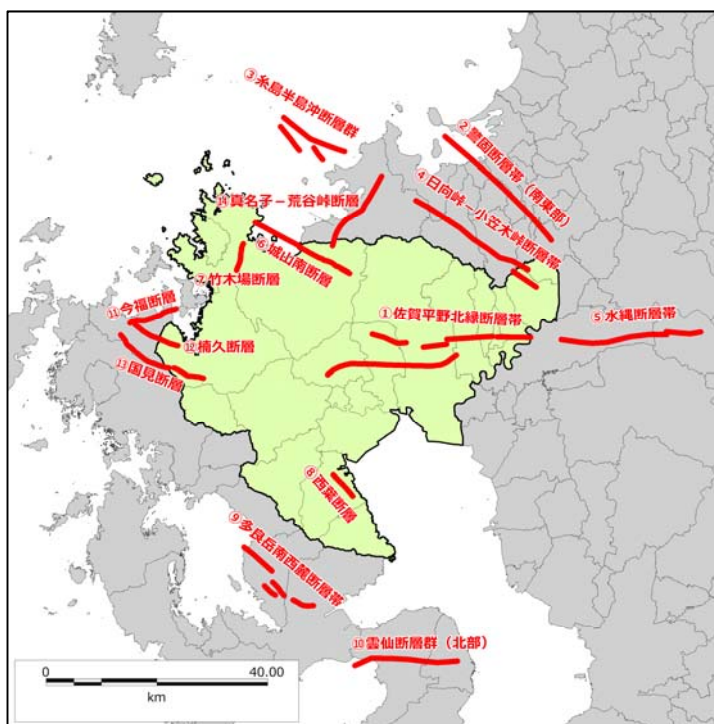 ③糸島半島沖断層群
②警固断層帯（南東部）
④日向峠－小笠木峠断層帯
⑭真名子－荒谷峠断層
⑥城山南断層
⑦竹木場断層
⑪今福断層
①佐賀平野北縁断層帯
⑤水縄断層帯
⑫楠久断層
⑬国見断層
⑧西葉断層
⑨多良岳南西麓断層帯
⑩雲仙断層群（北部）
0 40.00
km